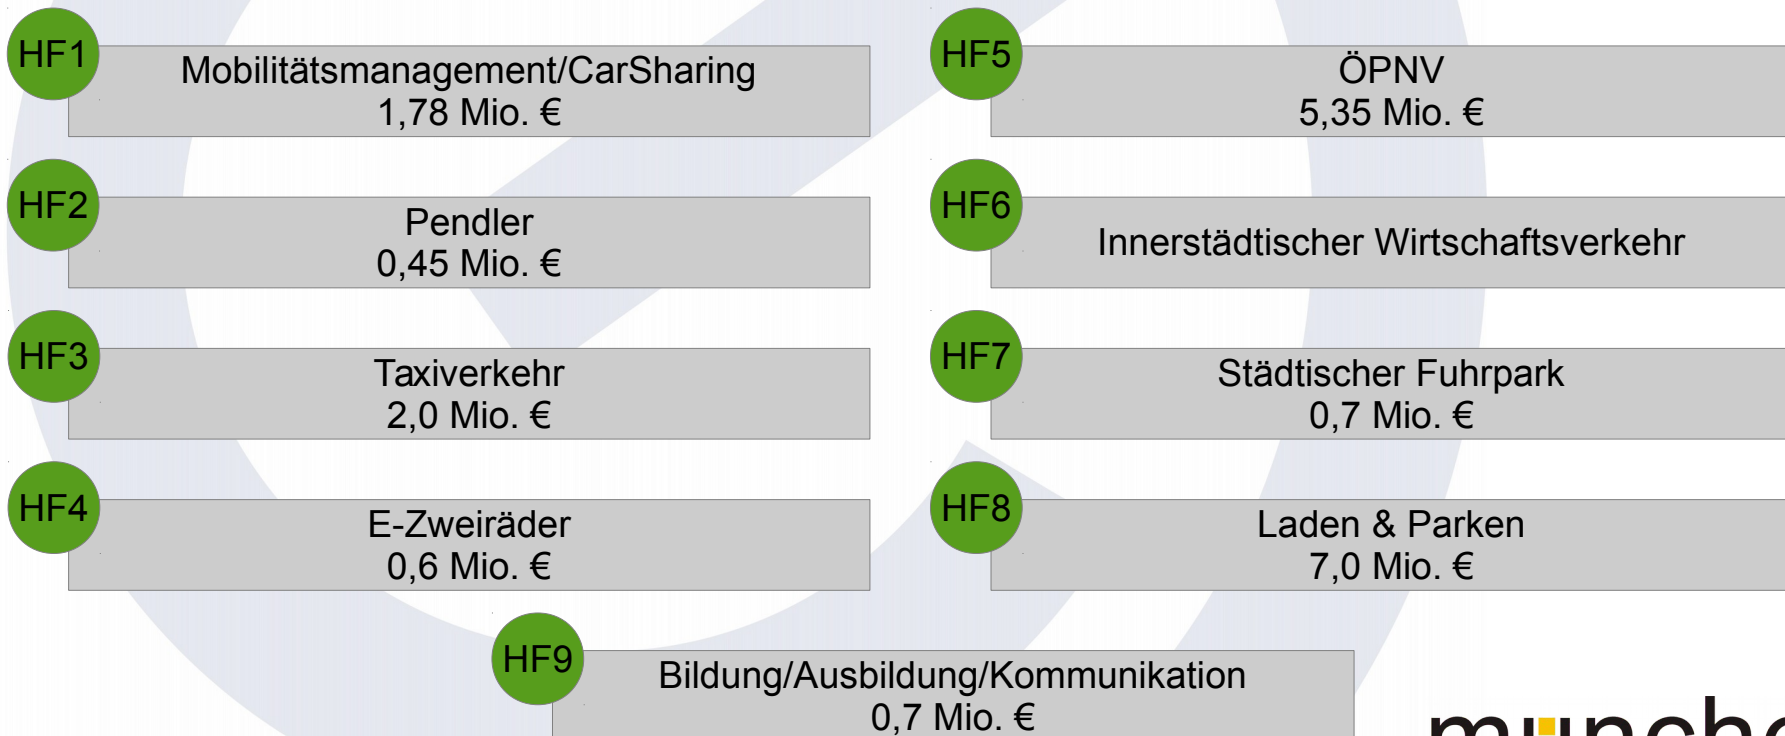 HF1
Mobilitätsmanagement/CarSharing
1,78 Mio. €
HF2
Pendler
0,45 Mio. €
HF3
Taxiverkehr
2,0 Mio. €
HF4
E-Zweiräder
0,6 Mio. €
HF5
ÖPNV
5,35 Mio. €
HF6
Innerstädtischer Wirtschaftsverkehr
HF7
Städtischer Fuhrpark
0,7 Mio. €
HF8
Laden & Parken
7,0 Mio. €
HF9
Bildung/Ausbildung/Kommunikation
0,7 Mio. €